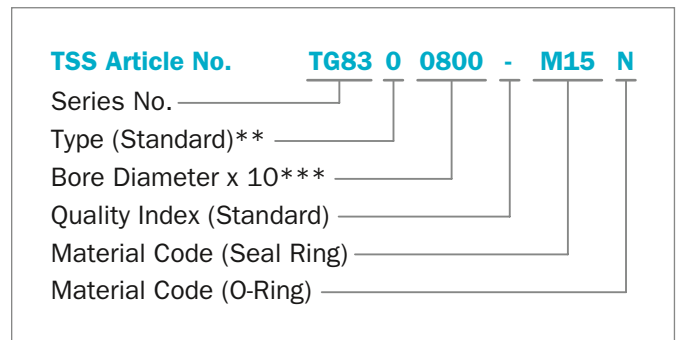 TSS Article No. TG83 0 0800 - M15 N
Series No.
Type (Standard)**
Bore Diameter x 10***
Quality Index (Standard)
Material Code (Seal Ring)
Material Code (O-Ring)